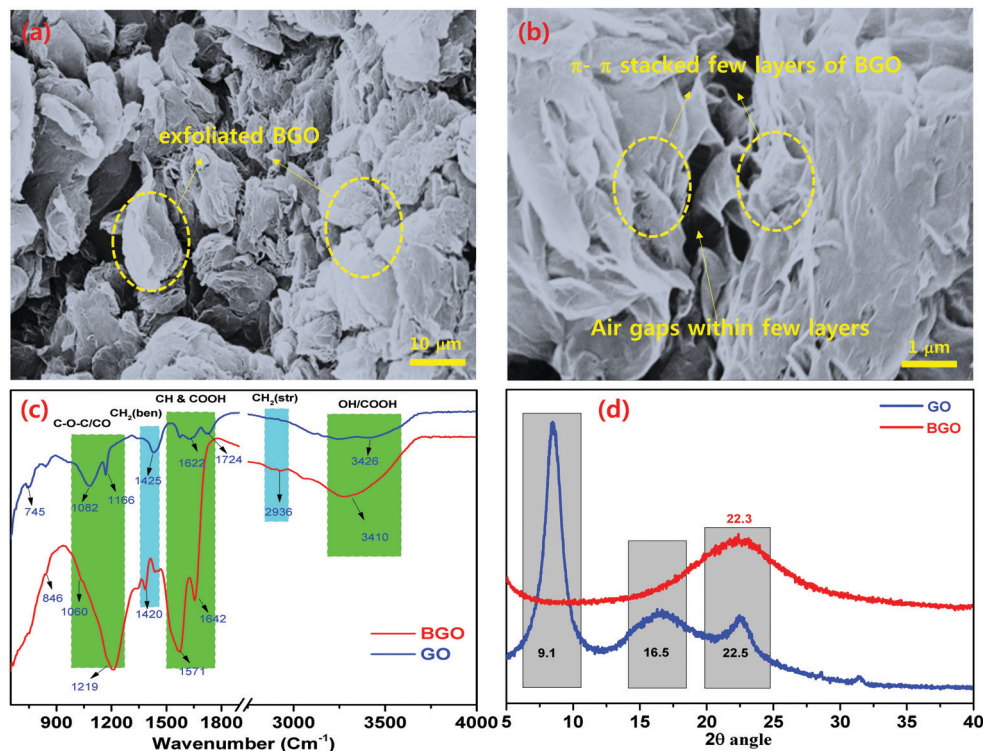 (a)
exfoliated BGO
10 μm
(b)
π- π stacked few layers of BGO
Air gaps within few layers
1 μm
(c)
C-O-C/CO
CH₂(ben)
CH & COOH
CH₂(str)
OH/COOH
745
1082
1166
1425
1622
1724
3426
2936
3410
846
1060
1219
1420
1571
1642
BGO
GO
900 1200 1500 1800 3000 3500 4000
Wavenumber (Cm⁻¹)
(d)
GO
BGO
22.3
9.1
16.5
22.5
5 10 15 20 25 30 35 40
2θ angle